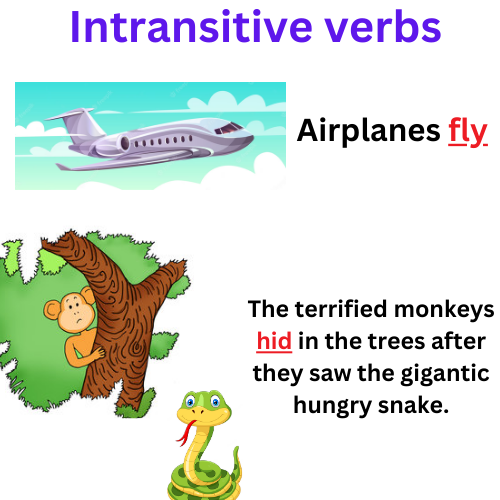 Intransitive verbs
Airplanes fly
The terrified monkeys
hid in the trees after
they saw the gigantic
hungry snake.